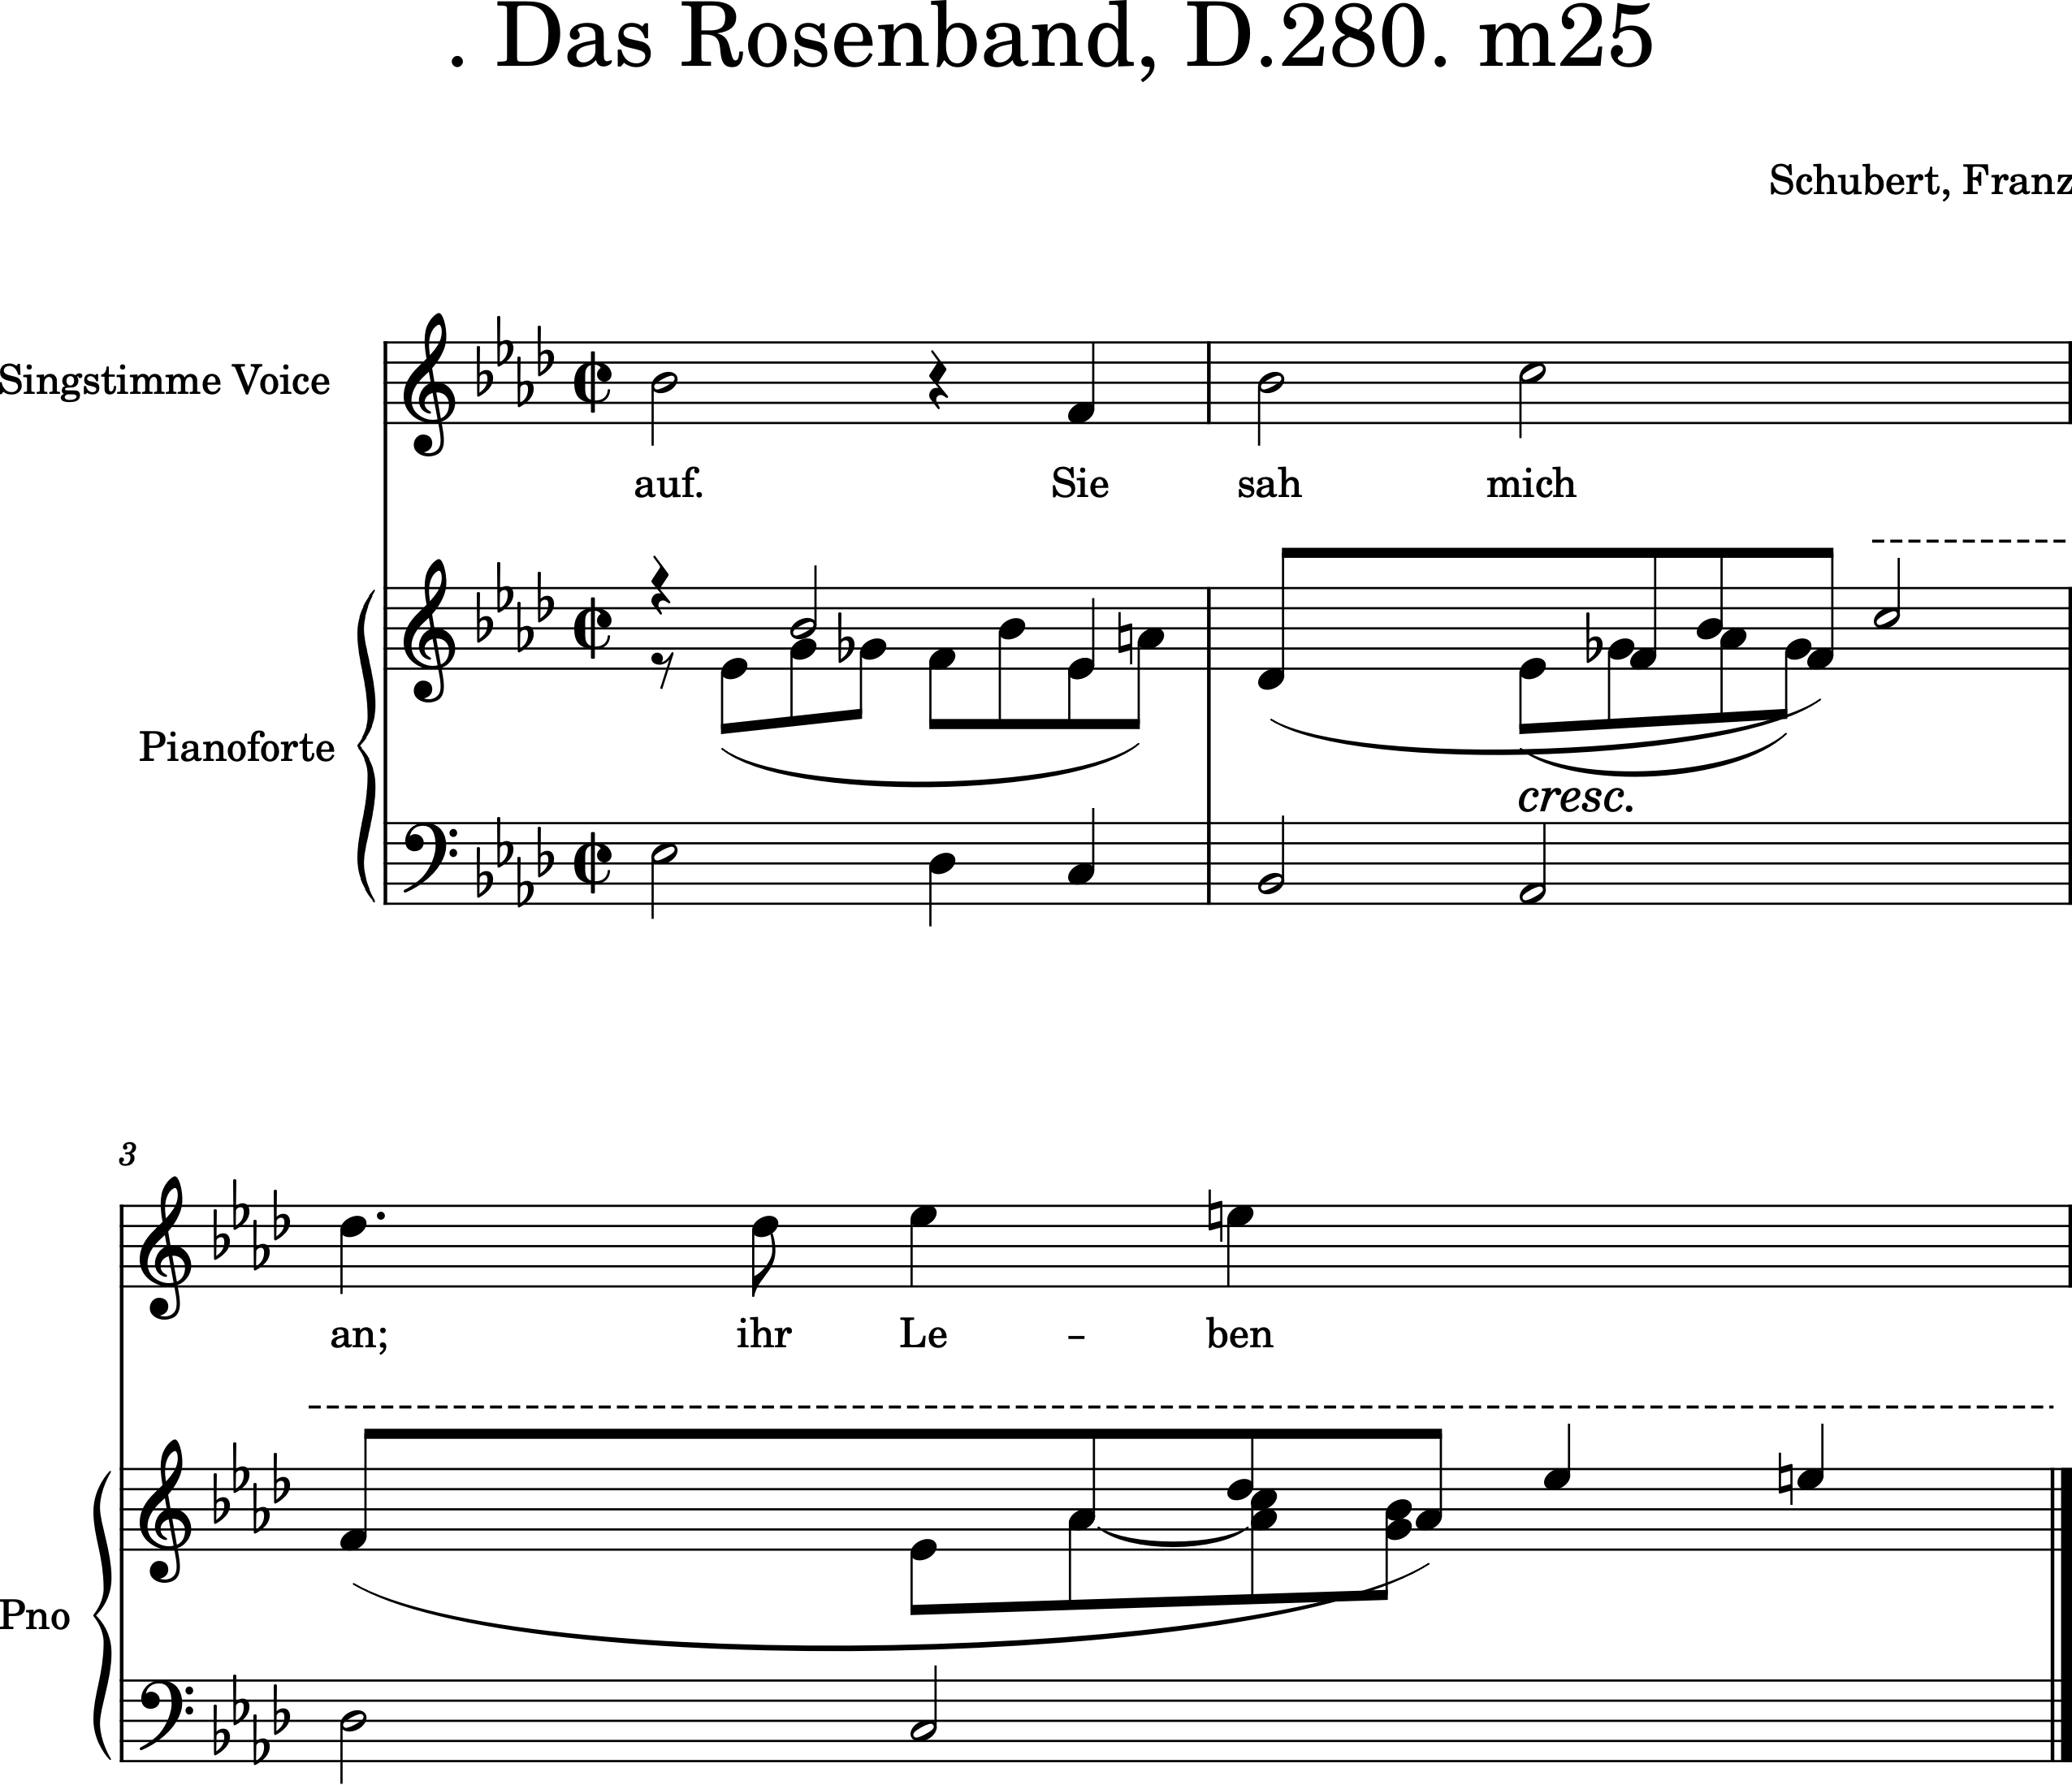 . Das Rosenband, D.280. m25
Schubert, Franz
Singstimme Voice
auf. Sie sah mich
Pianoforte
cresc.
3
an; ihr Le - ben
Pno